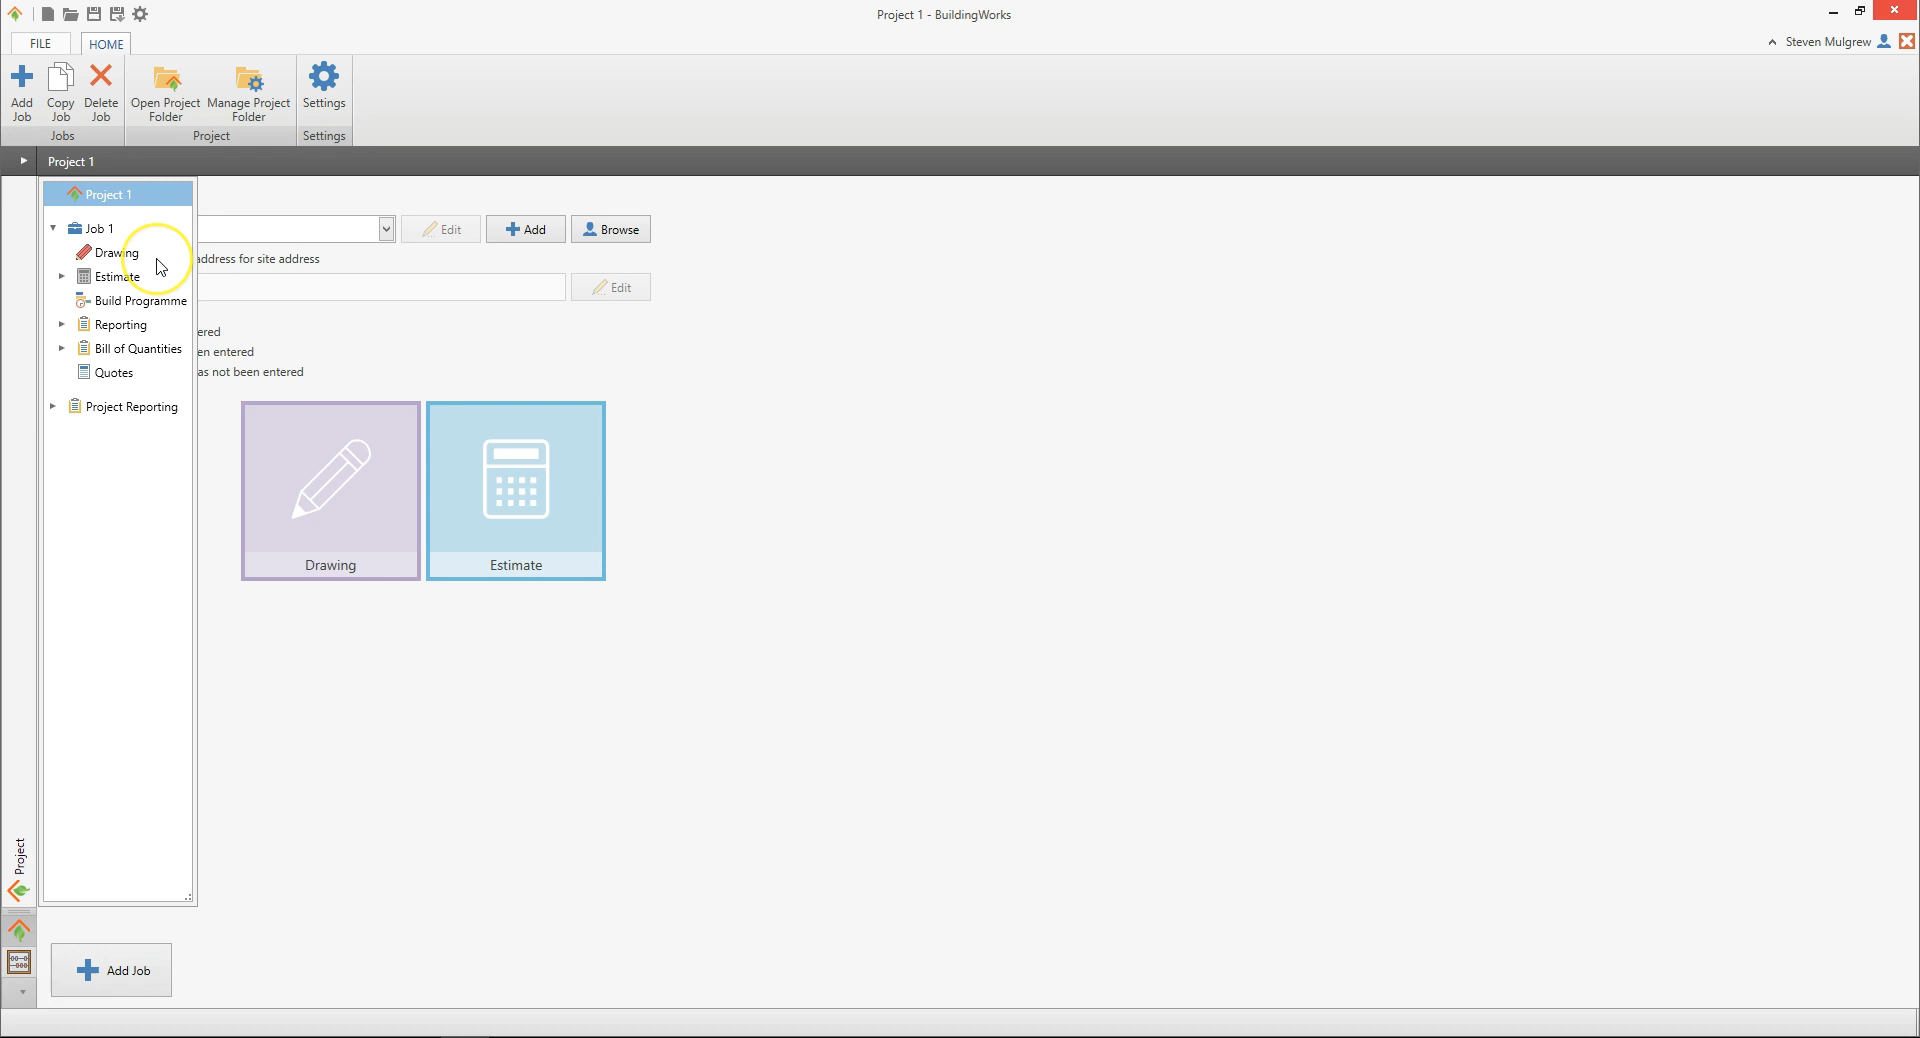 Project 1 - BuildingWorks
FILE
HOME
Steven Mulgrew
Add Job
Copy Job
Delete Job
Open Project Folder
Manage Project Folder
Settings
Jobs
Project
Settings
Project 1
Project 1
Job 1
Drawing
Estimate
Build Programme
Reporting
Bill of Quantities
Quotes
Project Reporting
Edit
Add
Browse
address for site address
Edit
ered
en entered
as not been entered
Drawing
Estimate
Project
Add Job